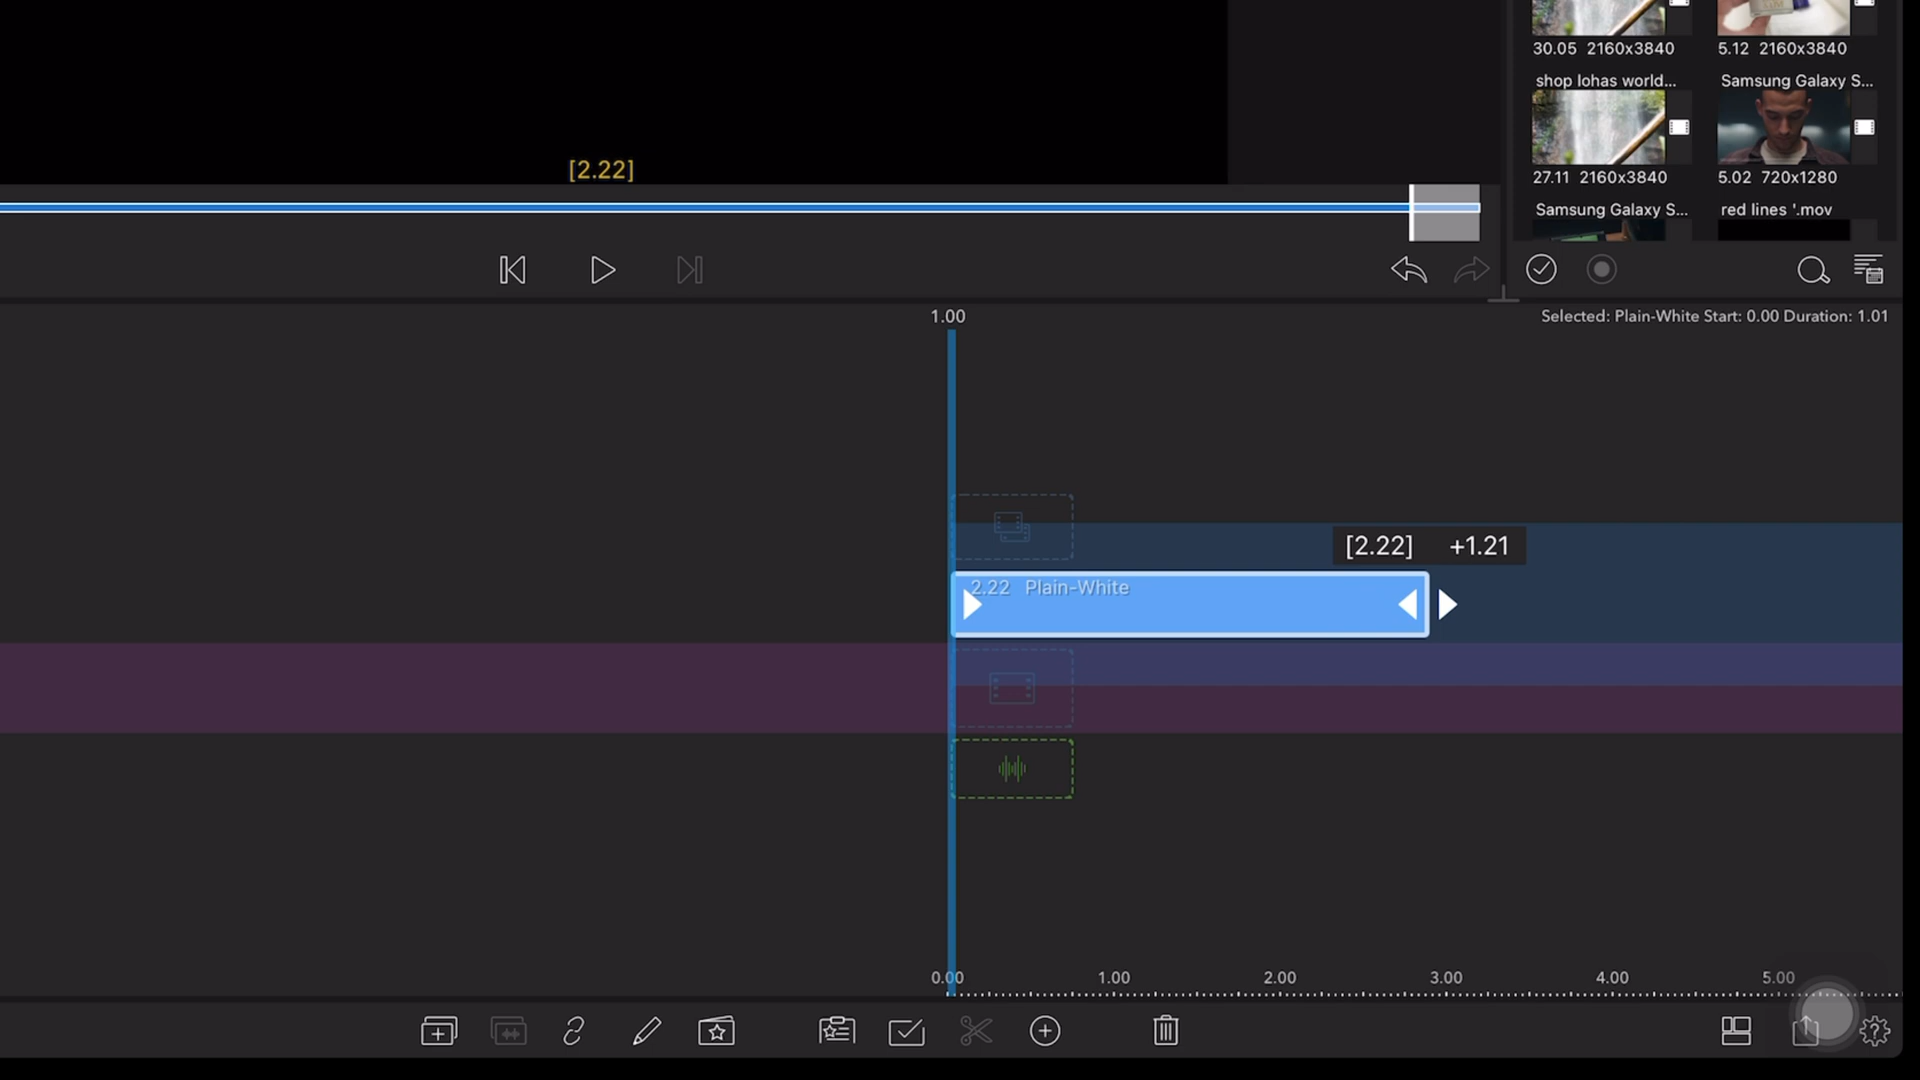 30.05 2160x3840
5.12 2160x3840
shop lohas world...
Samsung Galaxy S...
27.11 2160x3840
5.02 720x1280
Samsung Galaxy S...
red lines '.mov
[2.22]
1.00
Selected: Plain-White Start: 0.00 Duration: 1.01
[2.22] +1.21
2.22 Plain-White
0.00 1.00 2.00 3.00 4.00 5.00